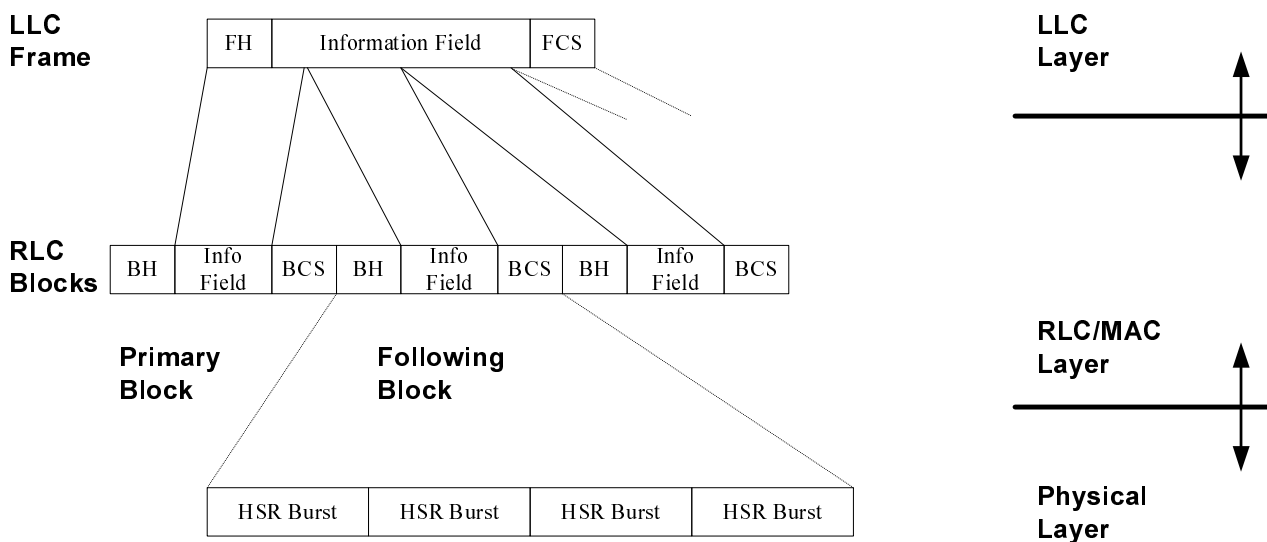 LLC
Frame
FH
Information Field
FCS
LLC
Layer
RLC
Blocks
BH
Info
Field
BCS
BH
Info
Field
BCS
BH
Info
Field
BCS
Primary
Block
Following
Block
RLC/MAC
Layer
HSR Burst
HSR Burst
HSR Burst
HSR Burst
Physical
Layer